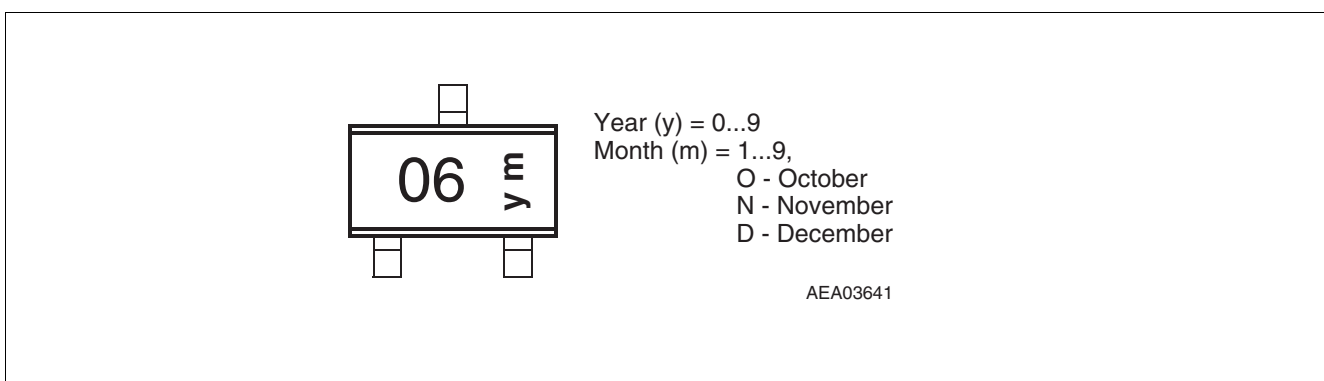 06
y m
Year (y) = 0...9
Month (m) = 1...9,
O - October
N - November
D - December
AEA03641